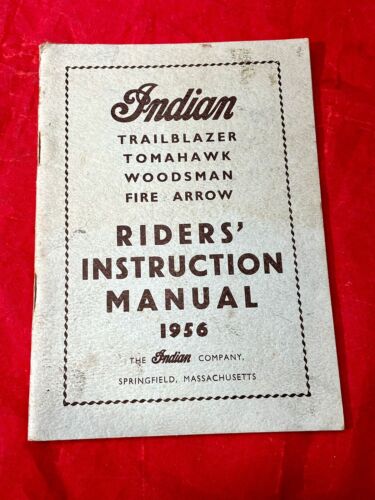 Indian
TRAILBLAZER
TOMAHAWK
WOODSMAN
FIRE ARROW
RIDERS'
INSTRUCTION
MANUAL
1956
THE Indian COMPANY,
SPRINGFIELD, MASSACHUSETTS